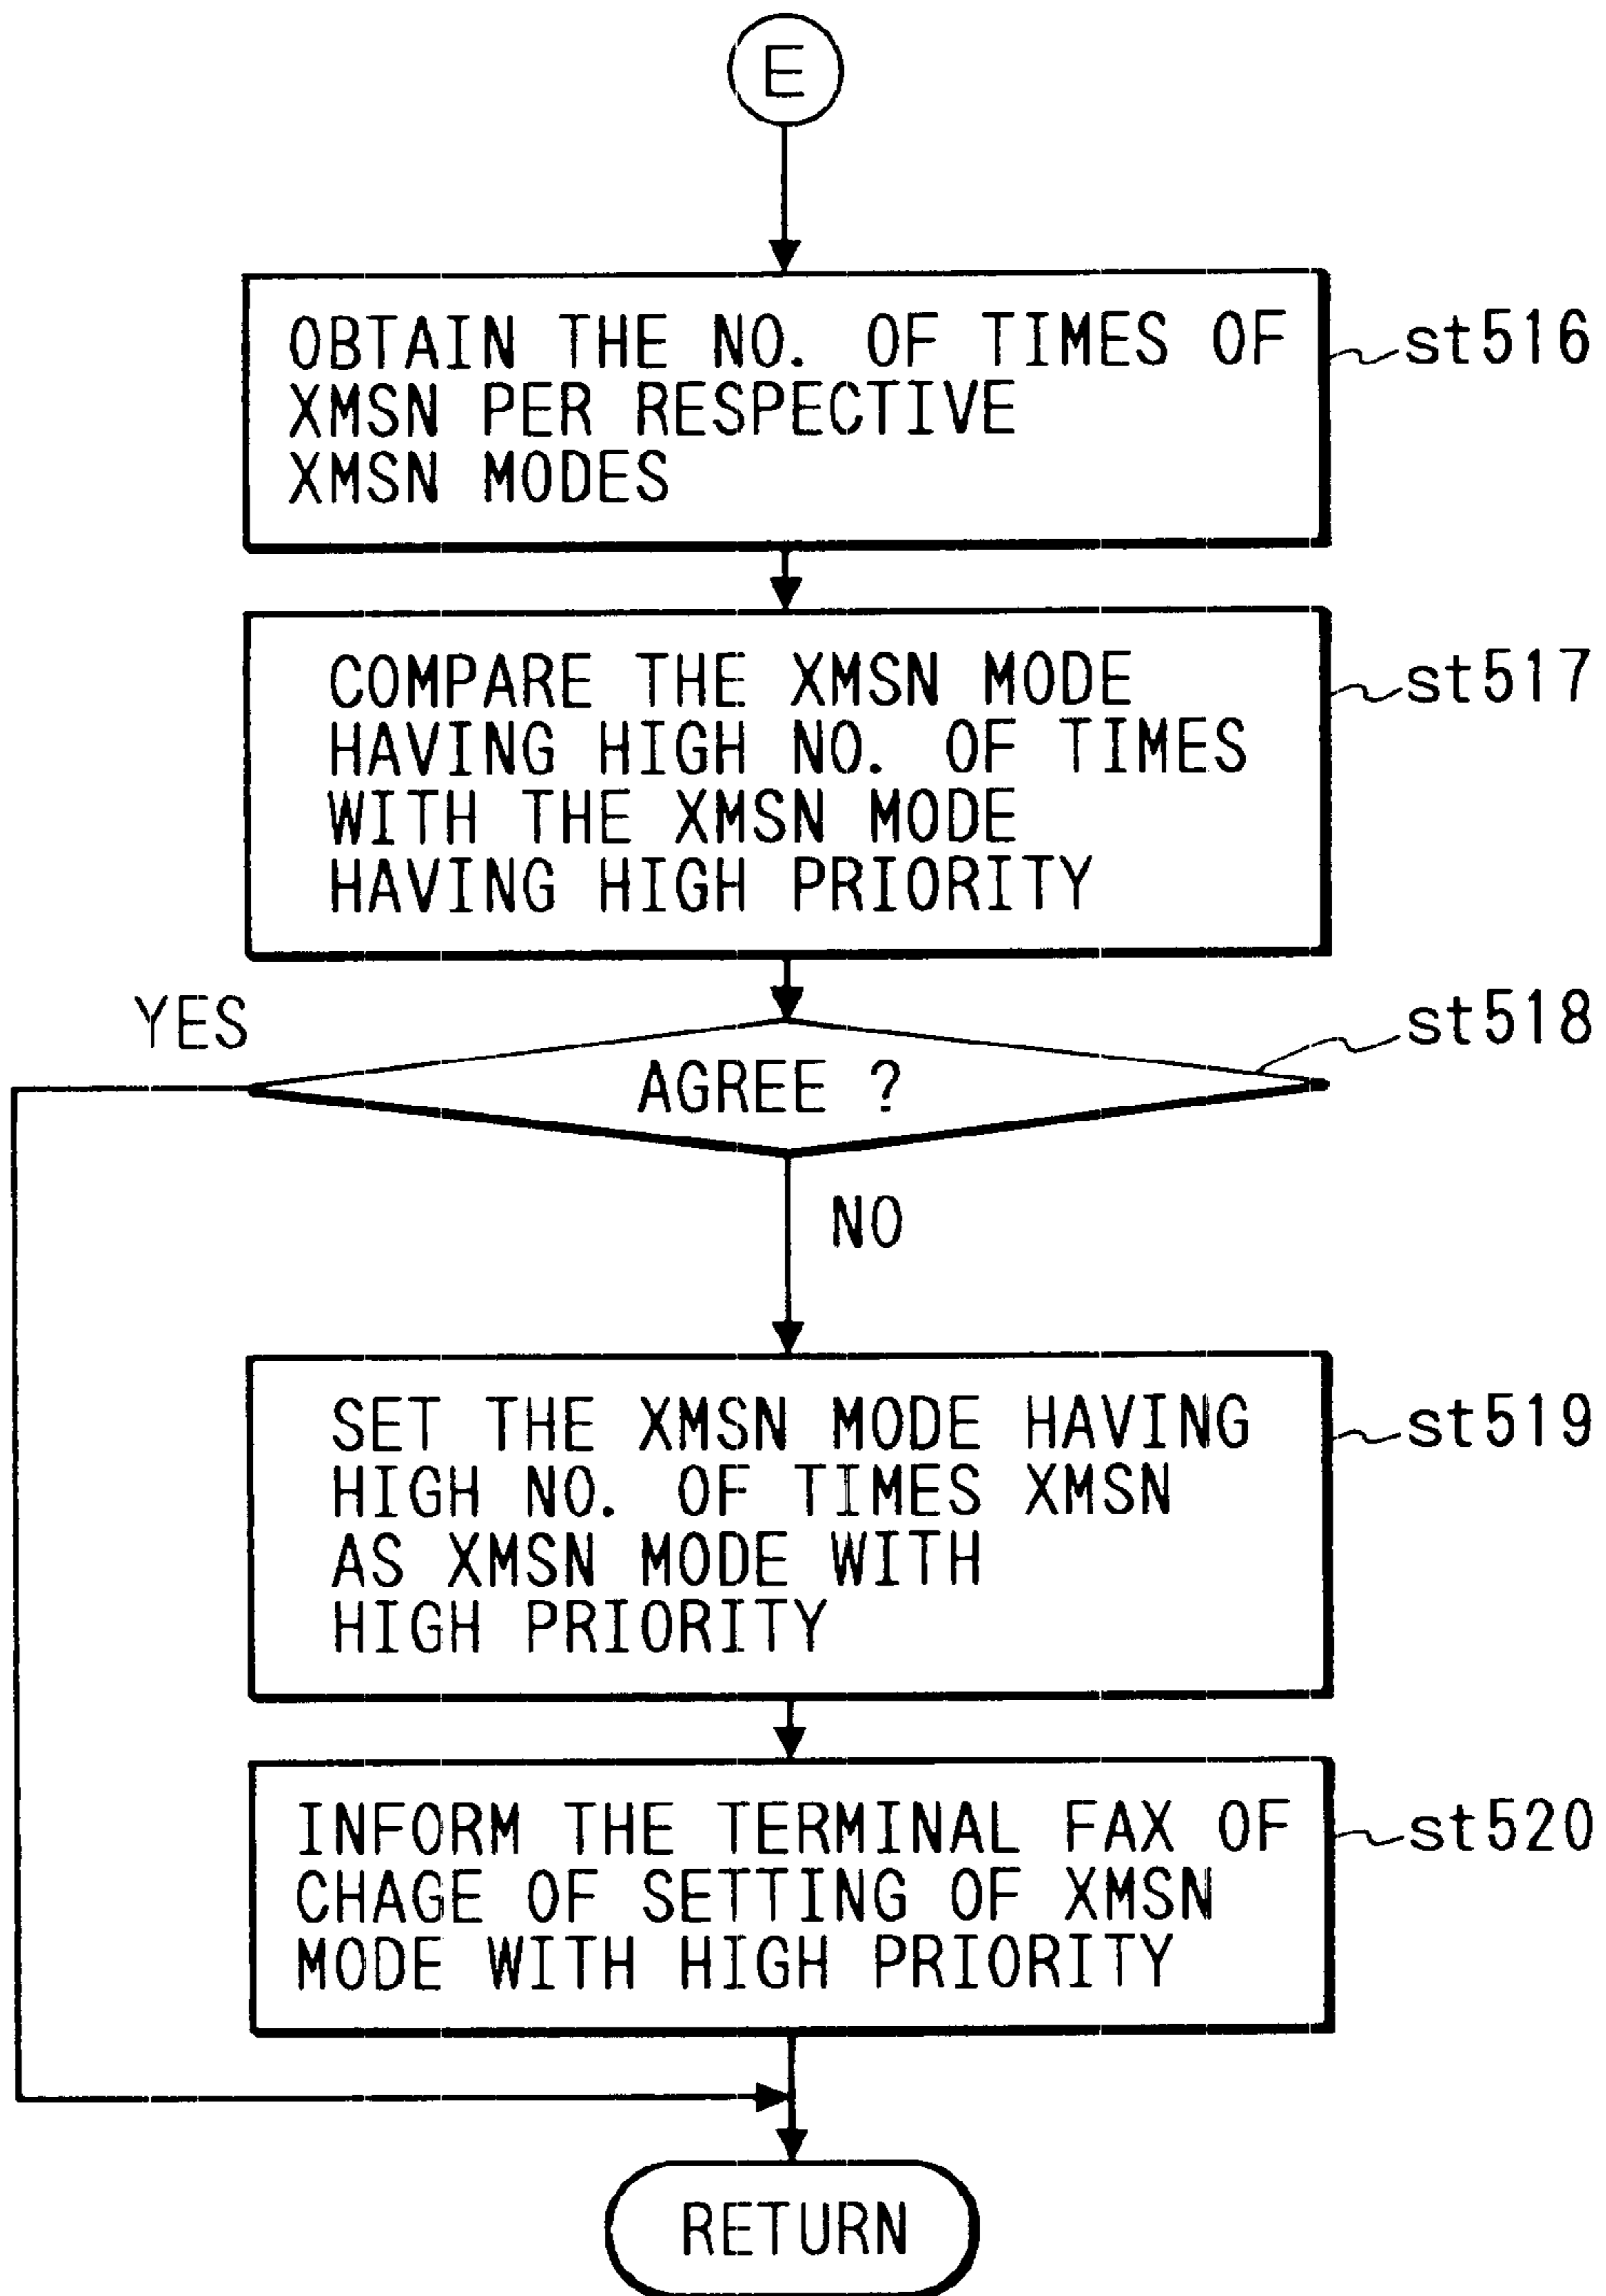 E
OBTAIN THE NO. OF TIMES OF
XMSN PER RESPECTIVE
XMSN MODES
st516
COMPARE THE XMSN MODE
HAVING HIGH NO. OF TIMES
WITH THE XMSN MODE
HAVING HIGH PRIORITY
st517
YES
AGREE ?
st518
NO
SET THE XMSN MODE HAVING
HIGH NO. OF TIMES XMSN
AS XMSN MODE WITH
HIGH PRIORITY
st519
INFORM THE TERMINAL FAX OF
CHAGE OF SETTING OF XMSN
MODE WITH HIGH PRIORITY
st520
RETURN